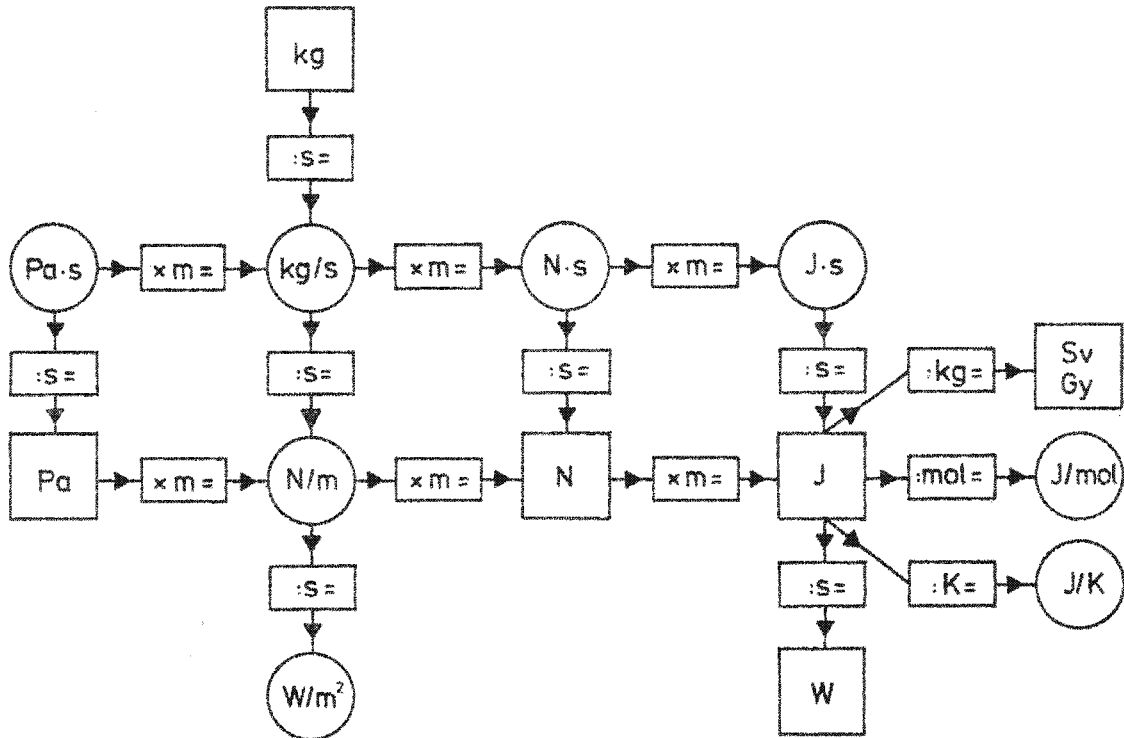 kg
:s=
Pa·s
×m=
kg/s
×m=
N·s
×m=
J·s
:s=
:s=
:s=
:s=
:kg=
Sv
Gy
Pa
×m=
N/m
×m=
N
×m=
J
:mol=
J/mol
:s=
:s=
:K=
J/K
W/m²
W